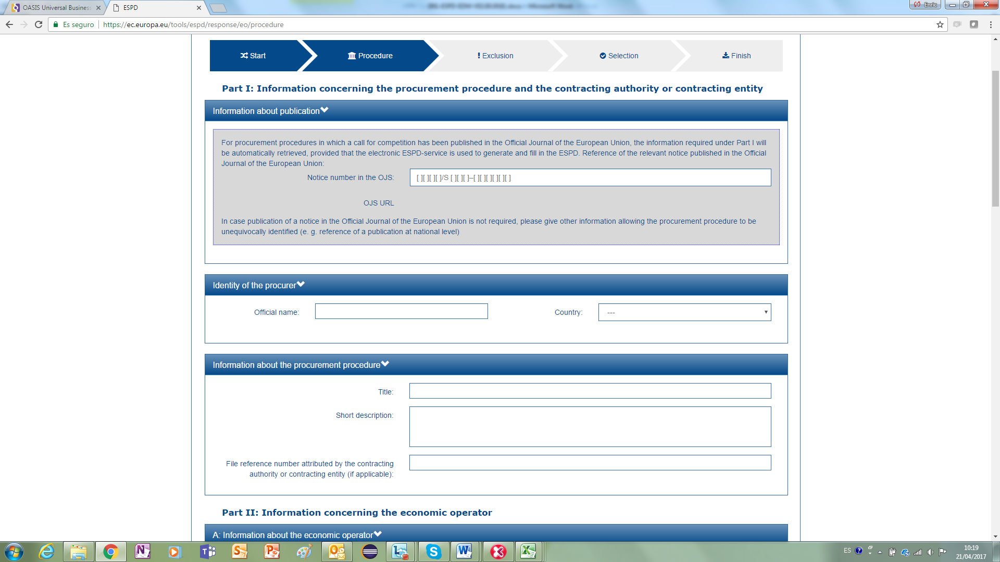 OASIS Universal Business
ESPD
Enric
Es seguro
https://ec.europa.eu/tools/espd/response/eo/procedure
Start
Procedure
! Exclusion
Selection
Finish
Part I: Information concerning the procurement procedure and the contracting authority or contracting entity
Information about publication
For procurement procedures in which a call for competition has been published in the Official Journal of the European Union, the information required under Part I will
be automatically retrieved, provided that the electronic ESPD-service is used to generate and fill in the ESPD. Reference of the relevant notice published in the Official
Journal of the European Union:
Notice number in the OJS:
[ ][ ][ ][ ]/S [ ][ ][ ]–[ ][ ][ ][ ][ ][ ][ ]
OJS URL
In case publication of a notice in the Official Journal of the European Union is not required, please give other information allowing the procurement procedure to be
unequivocally identified (e. g. reference of a publication at national level)
Identity of the procurer
Official name:
Country:
---
Information about the procurement procedure
Title:
Short description:
File reference number attributed by the contracting
authority or contracting entity (if applicable):
Part II: Information concerning the economic operator
A: Information about the economic operator
ES
10:19
21/04/2017